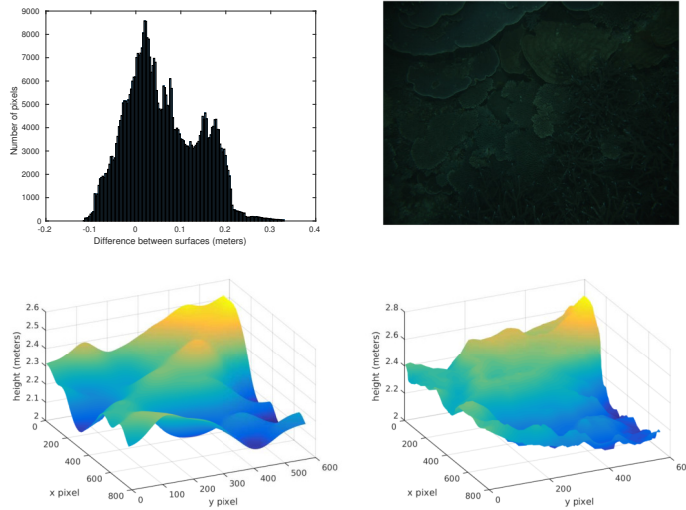 9000
8000
7000
6000
5000
4000
3000
2000
1000
0
Number of pixels
-0.2 -0.1 0 0.1 0.2 0.3 0.4
Difference between surfaces (meters)
2.6
2.5
2.4
2.3
2.2
2.1
2
height (meters)
0
200
400
600
800
x pixel
0 100 200 300 400 500 600
y pixel
2.8
2.6
2.4
2.2
2
height (meters)
0
200
400
600
800
x pixel
0 200 400 60
y pixel